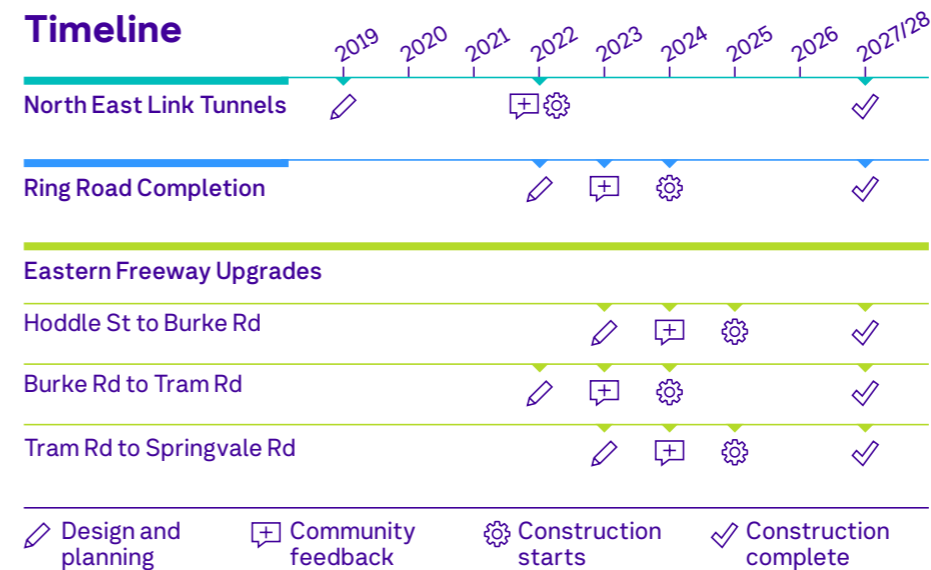 Timeline
2019 2020 2021 2022 2023 2024 2025 2026 2027/28
North East Link Tunnels
Ring Road Completion
Eastern Freeway Upgrades
Hoddle St to Burke Rd
Burke Rd to Tram Rd
Tram Rd to Springvale Rd
Design and
planning
Community
feedback
Construction
starts
Construction
complete